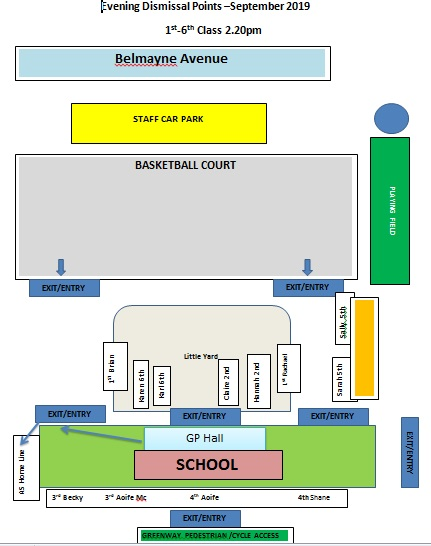 Evening Dismissal Points –September 2019
1st-6th Class 2.20pm
Belmayne Avenue
STAFF CAR PARK
BASKETBALL COURT
PLAYING FIELD
EXIT/ENTRY
EXIT/ENTRY
Sally 5th
Little Yard
1st Brian
Karen 6th
Karl 6th
Claire 2nd
Hannah 2nd
1st Rachael
Sarah 5th
EXIT/ENTRY
EXIT/ENTRY
EXIT/ENTRY
EXIT/ENTRY
AS Home Line
GP Hall
SCHOOL
3rd Becky
3rd Aoife Mc
4th Aoife
4th Shane
EXIT/ENTRY
GREENWAY PEDESTRIAN /CYCLE ACCESS